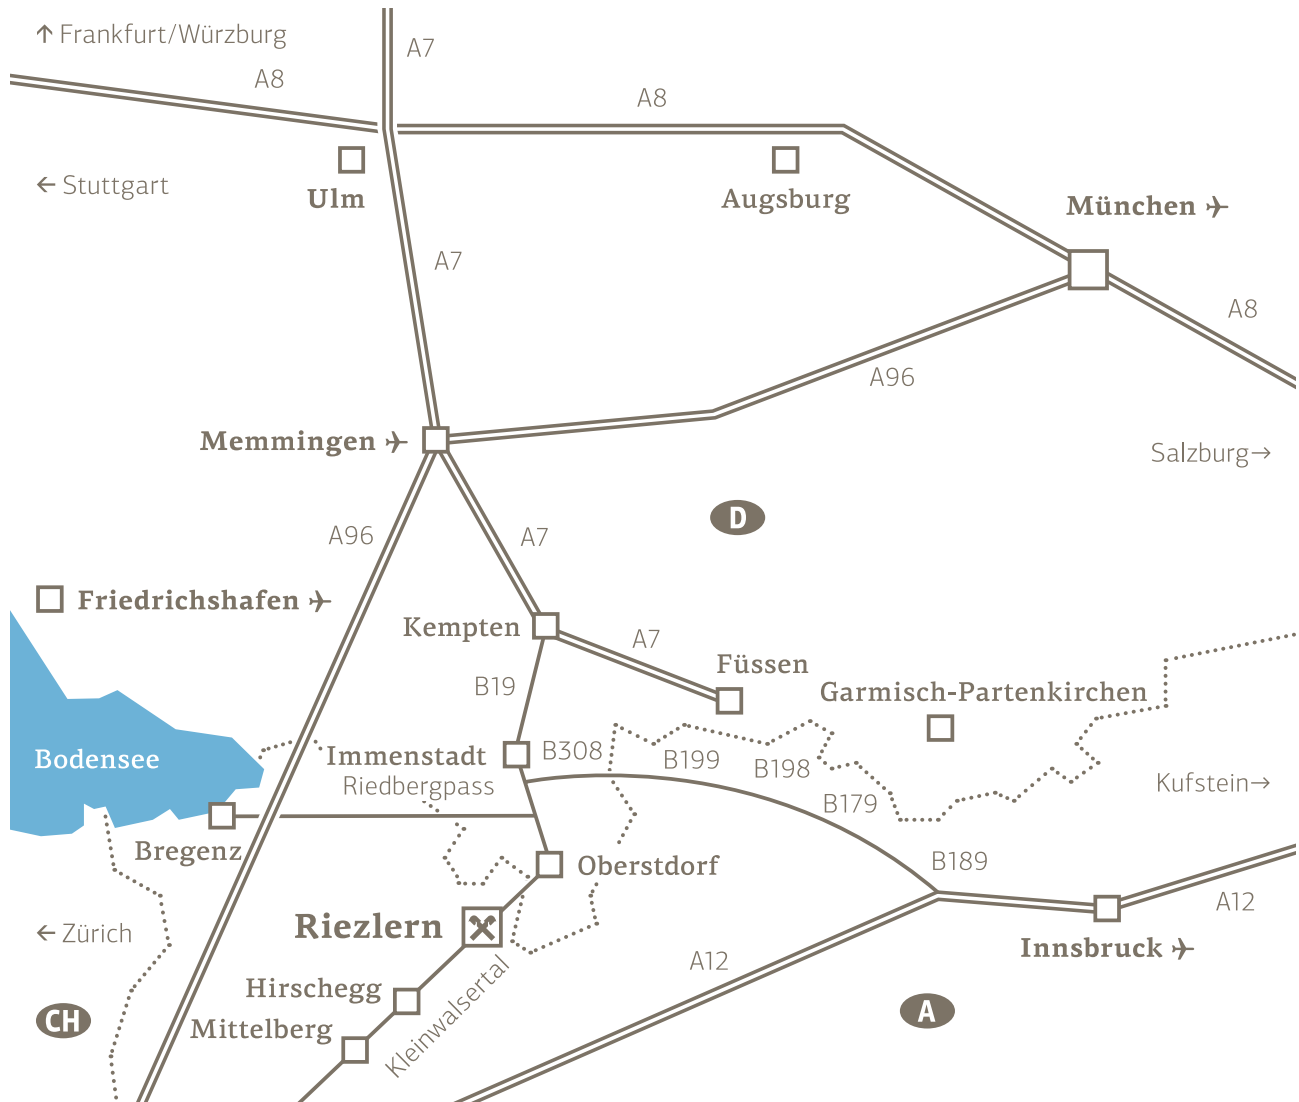 ↑ Frankfurt/Würzburg
A7
A8
A8
Ulm
Augsburg
← Stuttgart
München
A7
A8
A96
Memmingen
Salzburg→
D
A96
A7
Friedrichshafen
Kempten
A7
Füssen
B19
Garmisch-Partenkirchen
Bodensee
Immenstadt
B308
B199
B198
Riedbergpass
B179
Kufstein→
Bregenz
Oberstdorf
B189
A12
Riezlern
← Zürich
Innsbruck
A12
Hirschegg
Kleinwalsertal
CH
Mittelberg
A